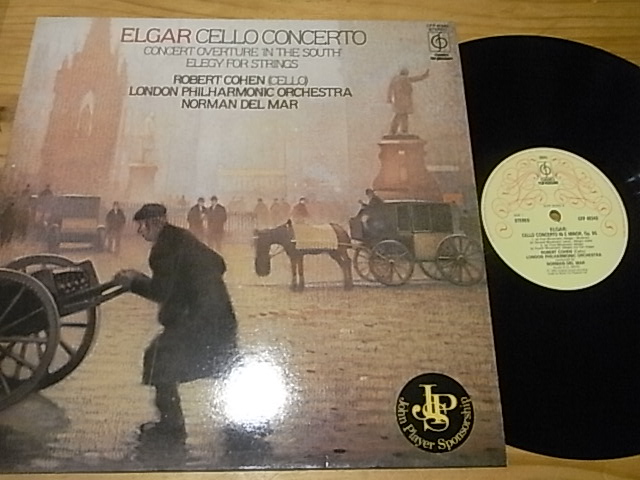 ELGAR CELLO CONCERTO
CONCERT OVERTURE 'IN THE SOUTH'
ELEGY FOR STRINGS
ROBERT COHEN (CELLO)
LONDON PHILHARMONIC ORCHESTRA
NORMAN DEL MAR
JPS
John Player Sponsorship
STEREO
ELGAR
CELLO CONCERTO IN E MINOR, Op. 85
ROBERT COHEN
LONDON PHILHARMONIC ORCHESTRA
NORMAN DEL MAR